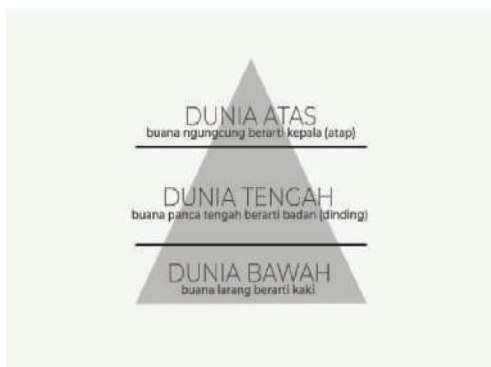 DUNIA ATAS
buana ngungcung berarti kepala (atap)
DUNIA TENGAH
buana panca tengah berarti badan (dinding)
DUNIA BAWAH
buana larang berarti kaki